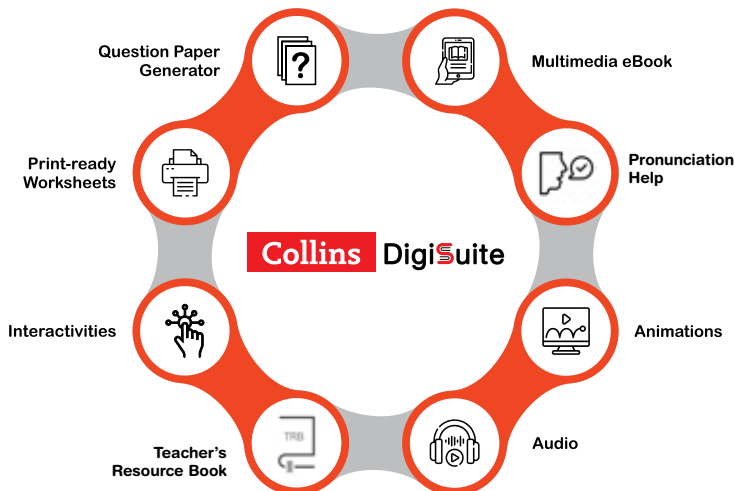 Question Paper
Generator
?
Multimedia eBook
Print-ready
Worksheets
Pronunciation
Help
Collins DigiSuite
Interactivities
Animations
TRB
Teacher's
Resource Book
Audio